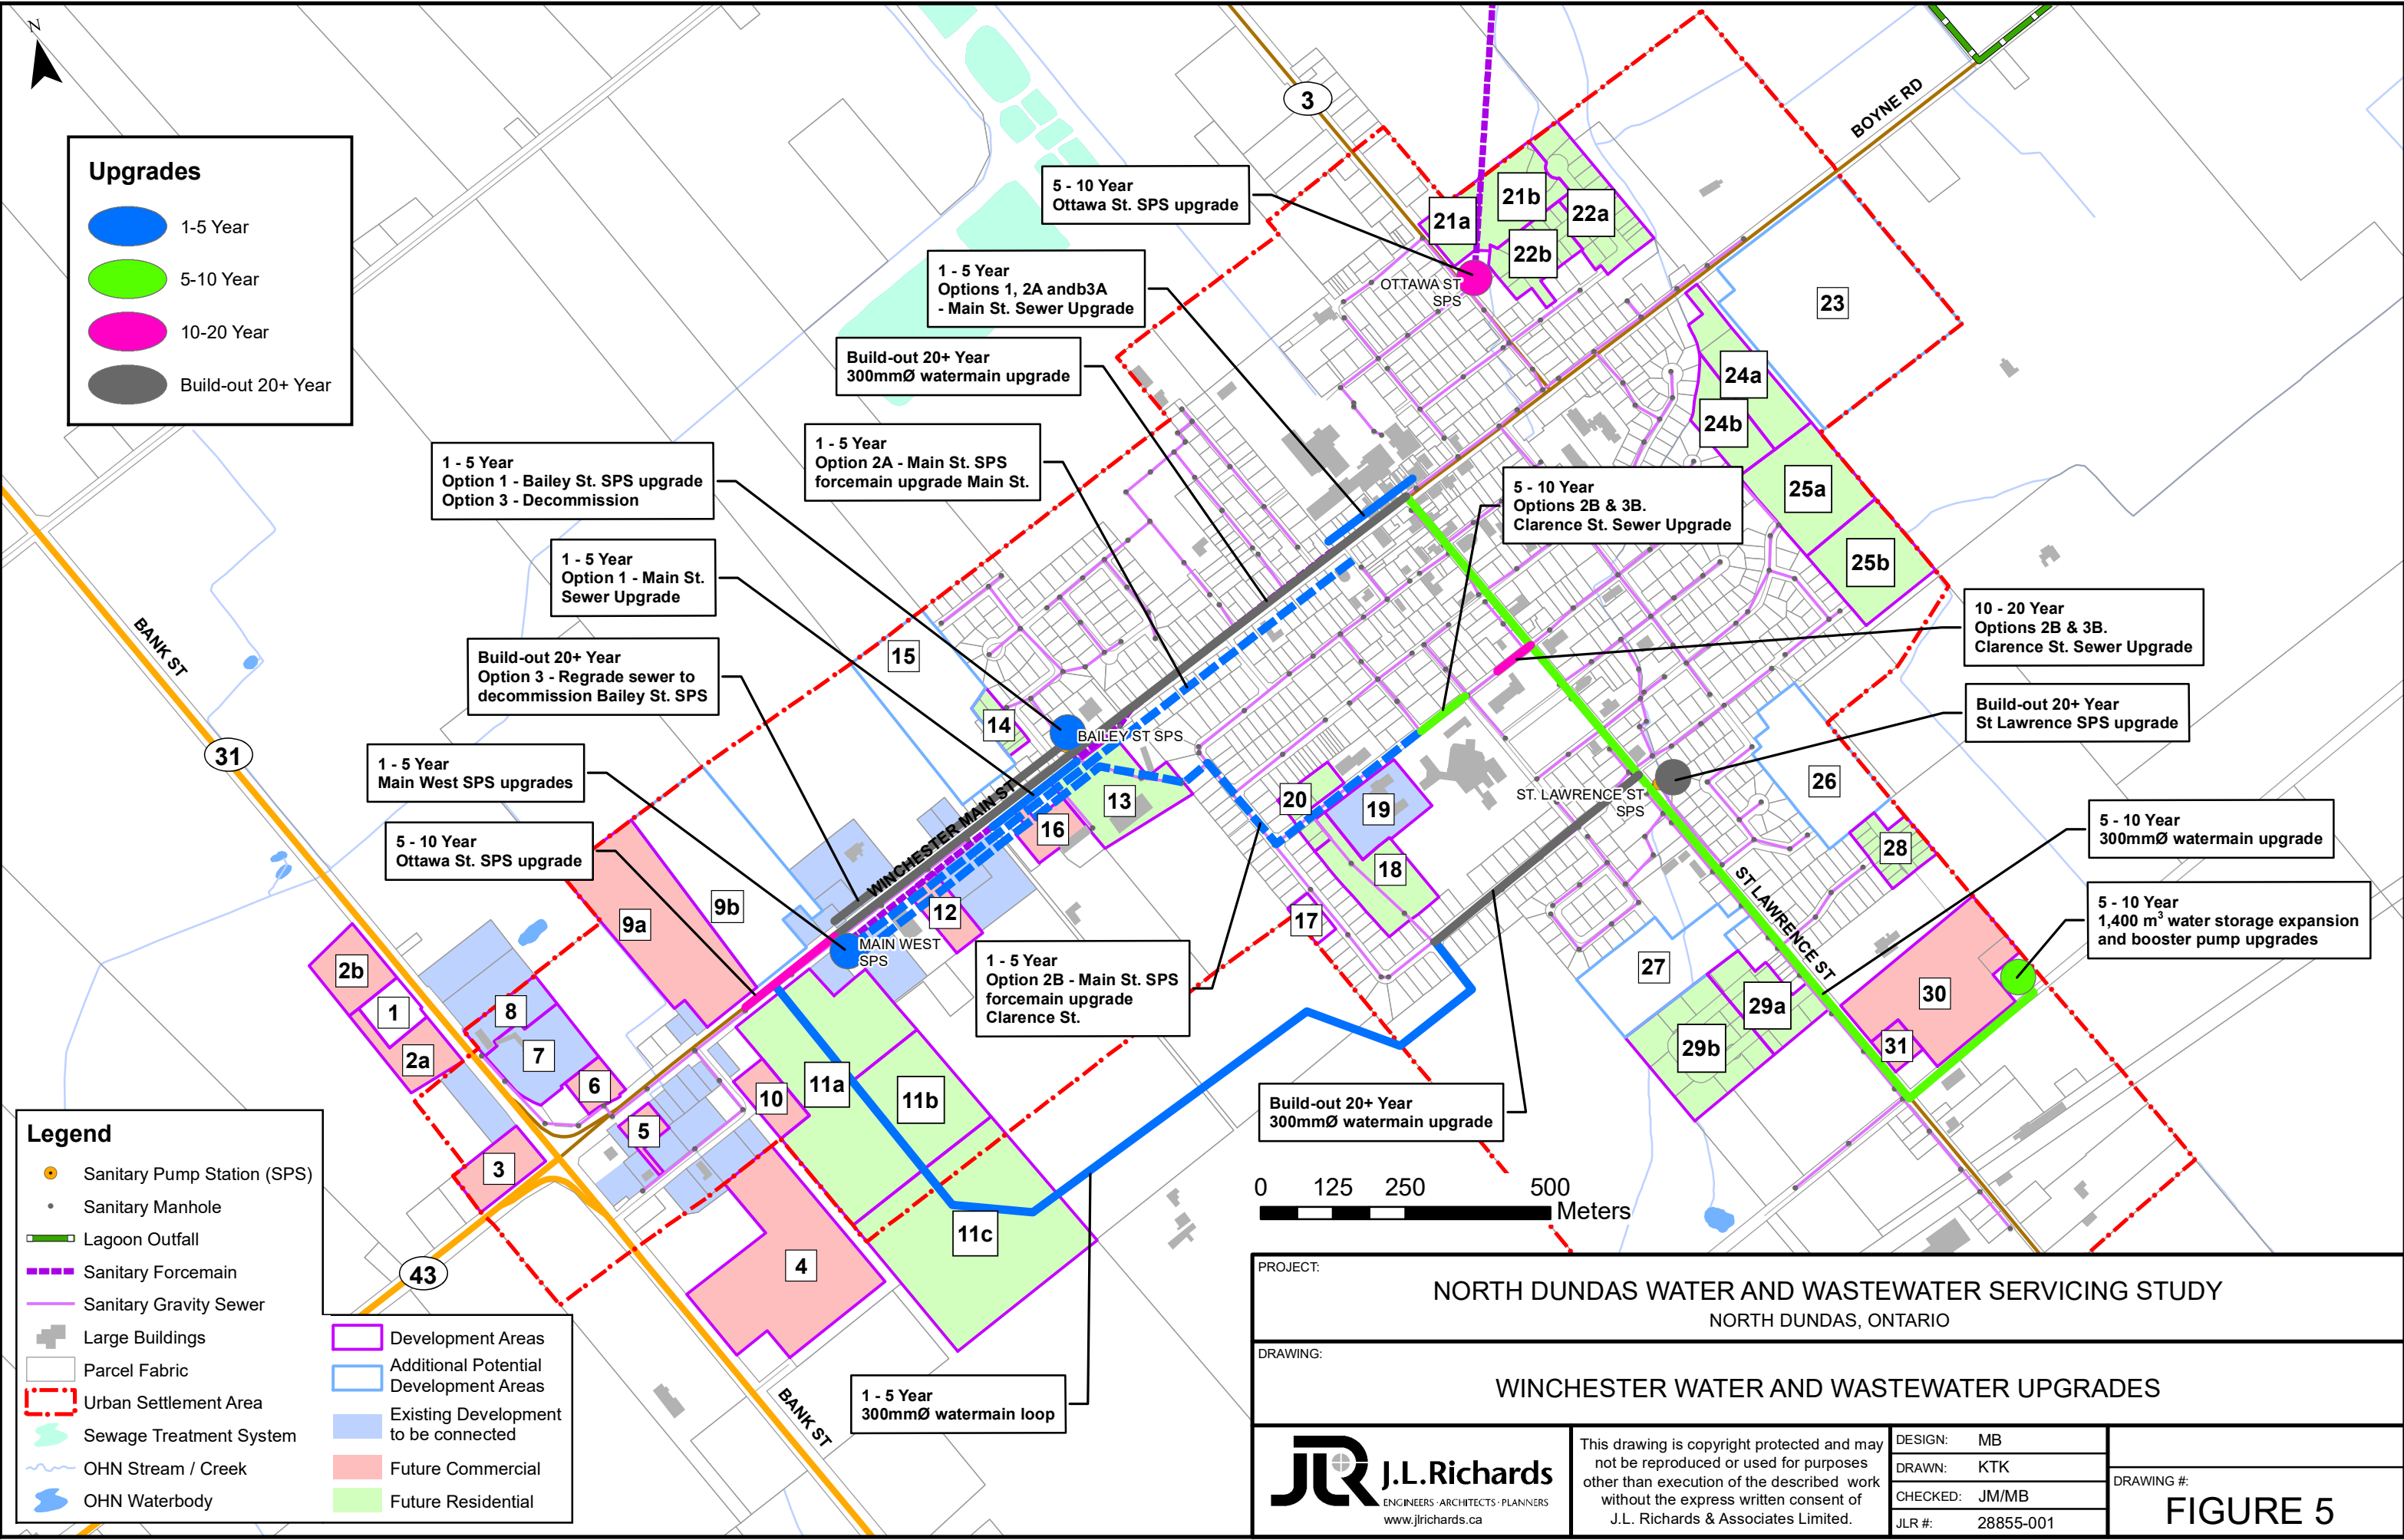 N
Upgrades
1-5 Year
5-10 Year
10-20 Year
Build-out 20+ Year
3
BOYNE RD
5 - 10 Year
Ottawa St. SPS upgrade
21a
21b
22a
22b
OTTAWA ST
SPS
23
1 - 5 Year
Options 1, 2A andb3A
- Main St. Sewer Upgrade
Build-out 20+ Year
300mmØ watermain upgrade
24a
24b
1 - 5 Year
Option 2A - Main St. SPS
forcemain upgrade Main St.
1 - 5 Year
Option 1 - Bailey St. SPS upgrade
Option 3 - Decommission
5 - 10 Year
Options 2B & 3B.
Clarence St. Sewer Upgrade
25a
25b
1 - 5 Year
Option 1 - Main St.
Sewer Upgrade
10 - 20 Year
Options 2B & 3B.
Clarence St. Sewer Upgrade
BANK ST
Build-out 20+ Year
Option 3 - Regrade sewer to
decommission Bailey St. SPS
15
Build-out 20+ Year
St Lawrence SPS upgrade
14
BAILEY ST SPS
31
1 - 5 Year
Main West SPS upgrades
WINCHESTER MAIN ST
13
16
20
19
18
17
ST. LAWRENCE ST
SPS
26
5 - 10 Year
300mmØ watermain upgrade
28
5 - 10 Year
Ottawa St. SPS upgrade
9a
9b
12
MAIN WEST
SPS
ST LAWRENCE ST
5 - 10 Year
1,400 m³ water storage expansion
and booster pump upgrades
1 - 5 Year
Option 2B - Main St. SPS
forcemain upgrade
Clarence St.
27
2b
1
2a
8
7
6
5
3
10
11a
11b
11c
4
29a
29b
30
31
Build-out 20+ Year
300mmØ watermain upgrade
43
BANK ST
1 - 5 Year
300mmØ watermain loop
0 125 250 500
Meters
Legend
Sanitary Pump Station (SPS)
Sanitary Manhole
Lagoon Outfall
Sanitary Forcemain
Sanitary Gravity Sewer
Large Buildings
Parcel Fabric
Urban Settlement Area
Sewage Treatment System
OHN Stream / Creek
OHN Waterbody
Development Areas
Additional Potential
Development Areas
Existing Development
to be connected
Future Commercial
Future Residential
PROJECT:
NORTH DUNDAS WATER AND WASTEWATER SERVICING STUDY
NORTH DUNDAS, ONTARIO
DRAWING:
WINCHESTER WATER AND WASTEWATER UPGRADES
JLR J.L.Richards
ENGINEERS · ARCHITECTS · PLANNERS
www.jlrichards.ca
This drawing is copyright protected and may
not be reproduced or used for purposes
other than execution of the described work
without the express written consent of
J.L. Richards & Associates Limited.
DESIGN: MB
DRAWN: KTK
CHECKED: JM/MB
JLR #: 28855-001
DRAWING #:
FIGURE 5